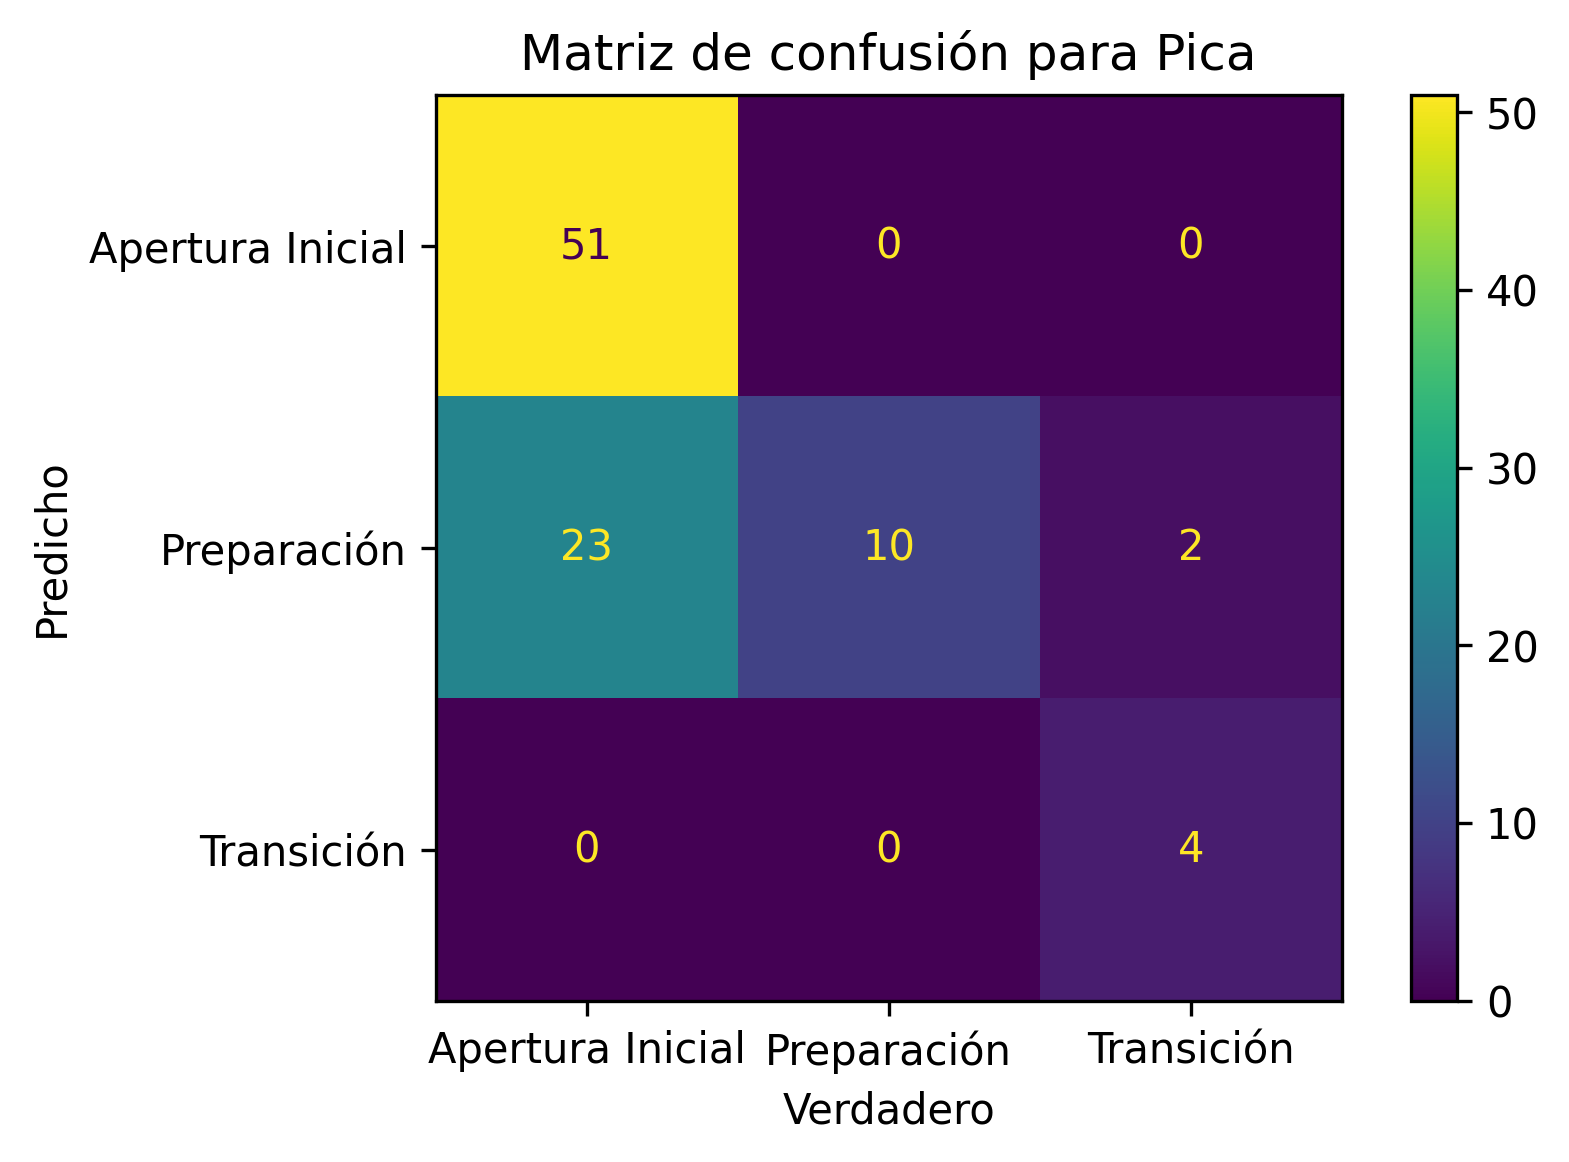 Matriz de confusión para Pica
Predicho
Apertura Inicial 51 0 0
Preparación 23 10 2
Transición 0 0 4
Apertura Inicial Preparación Transición
Verdadero
50
40
30
20
10
0